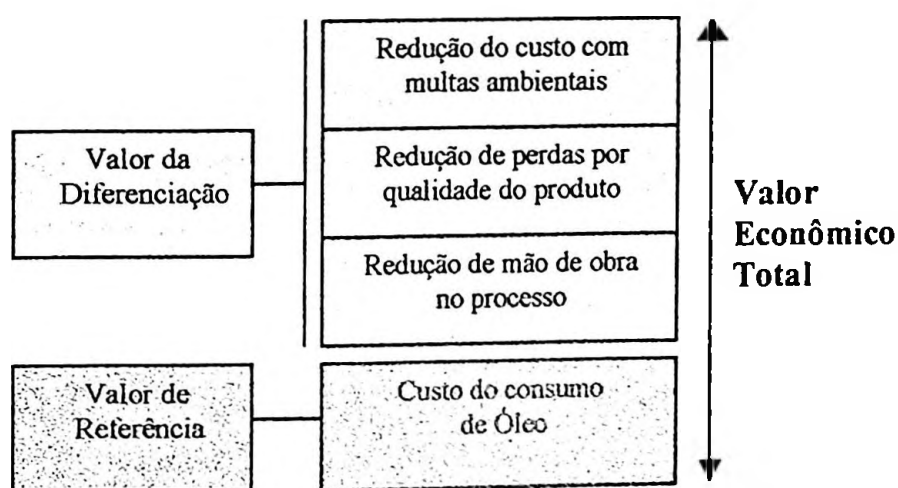 Redução do custo com
multas ambientais
Valor da
Diferenciação
Redução de perdas por
qualidade do produto
Redução de mão de obra
no processo
Valor
Econômico
Total
Valor de
Referência
Custo do consumo
de Óleo